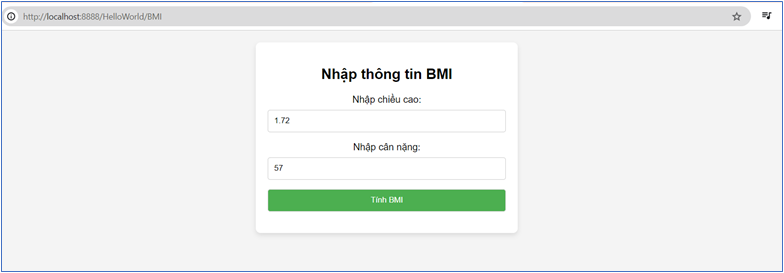 http://localhost:8888/HelloWorld/BMI
Nhập thông tin BMI
Nhập chiều cao:
1.72
Nhập cân nặng:
57
Tính BMI